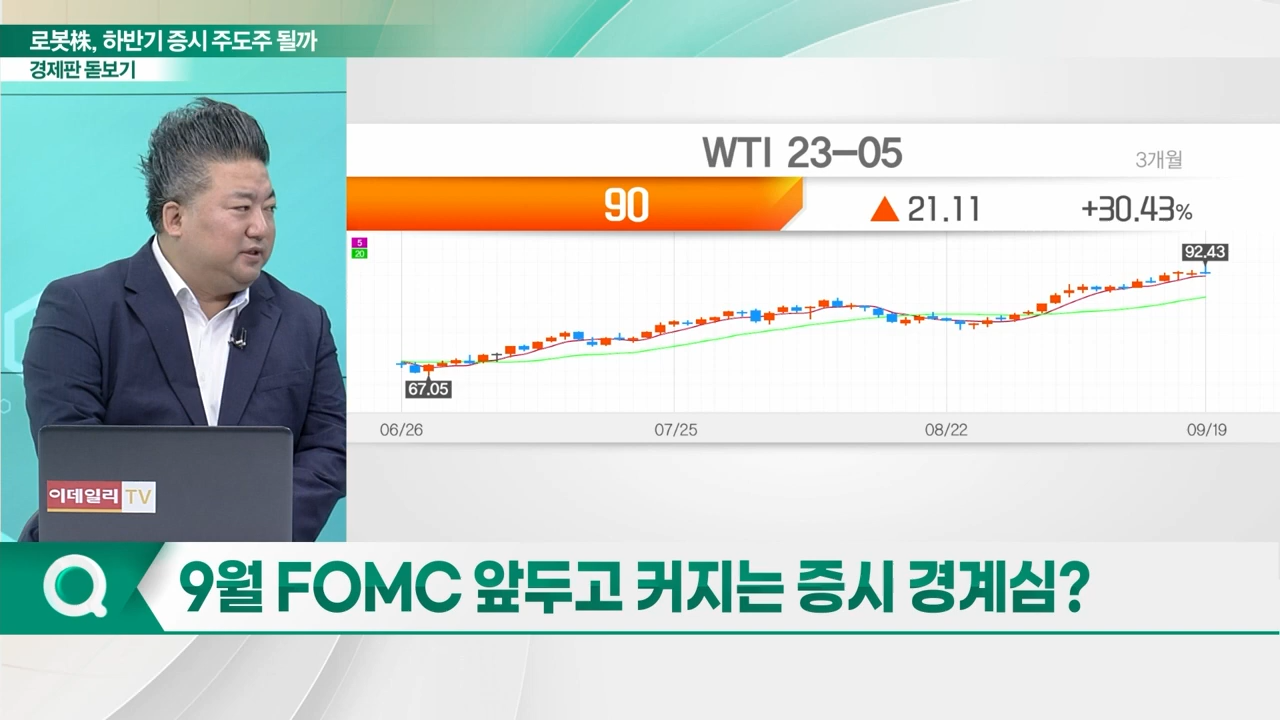 로봇株, 하반기 증시 주도주 될까
경제판 돋보기
WTI 23-05
3개월
90
▲ 21.11
+30.43%
5
20
92.43
67.05
06/26
07/25
08/22
09/19
이데일리 TV
9월 FOMC 앞두고 커지는 증시 경계심?